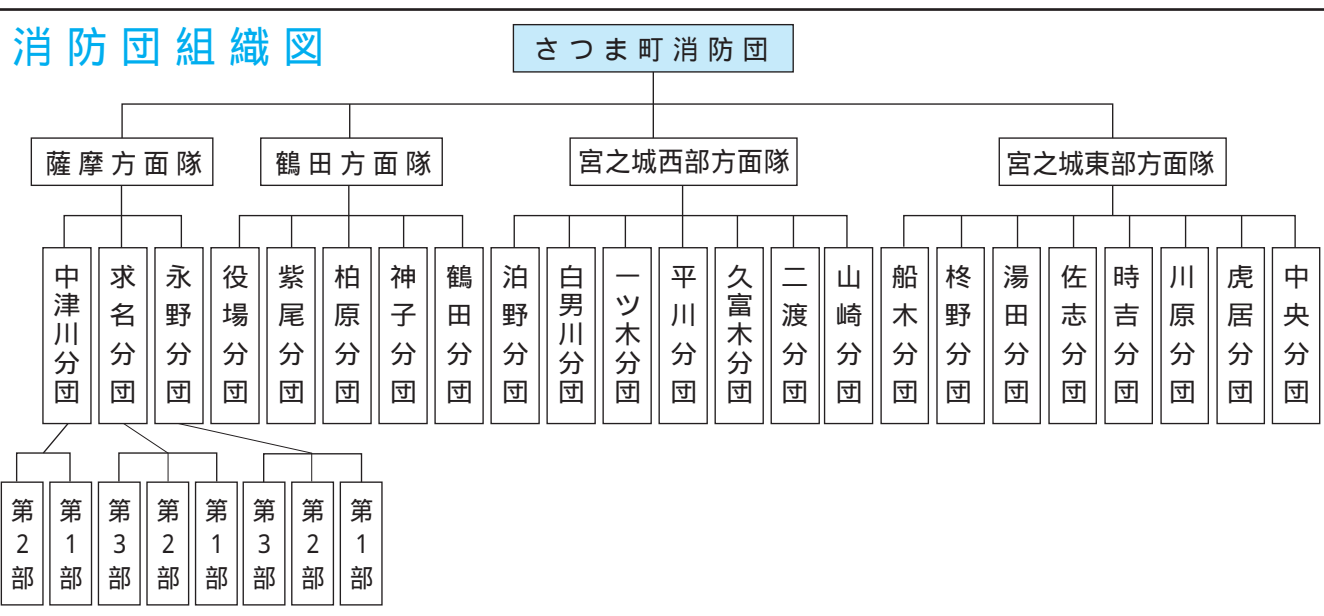 消防団組織図
さつま町消防団
薩摩方面隊
鶴田方面隊
宮之城西部方面隊
宮之城東部方面隊
中津川分団
求名分団
永野分団
役場分団
紫尾分団
柏原分団
神子分団
鶴田分団
泊野分団
白男川分団
一ツ木分団
平川分団
久富木分団
二渡分団
山崎分団
船木分団
柊野分団
湯田分団
佐志分団
時吉分団
川原分団
虎居分団
中央分団
第2部
第1部
第3部
第2部
第1部
第3部
第2部
第1部